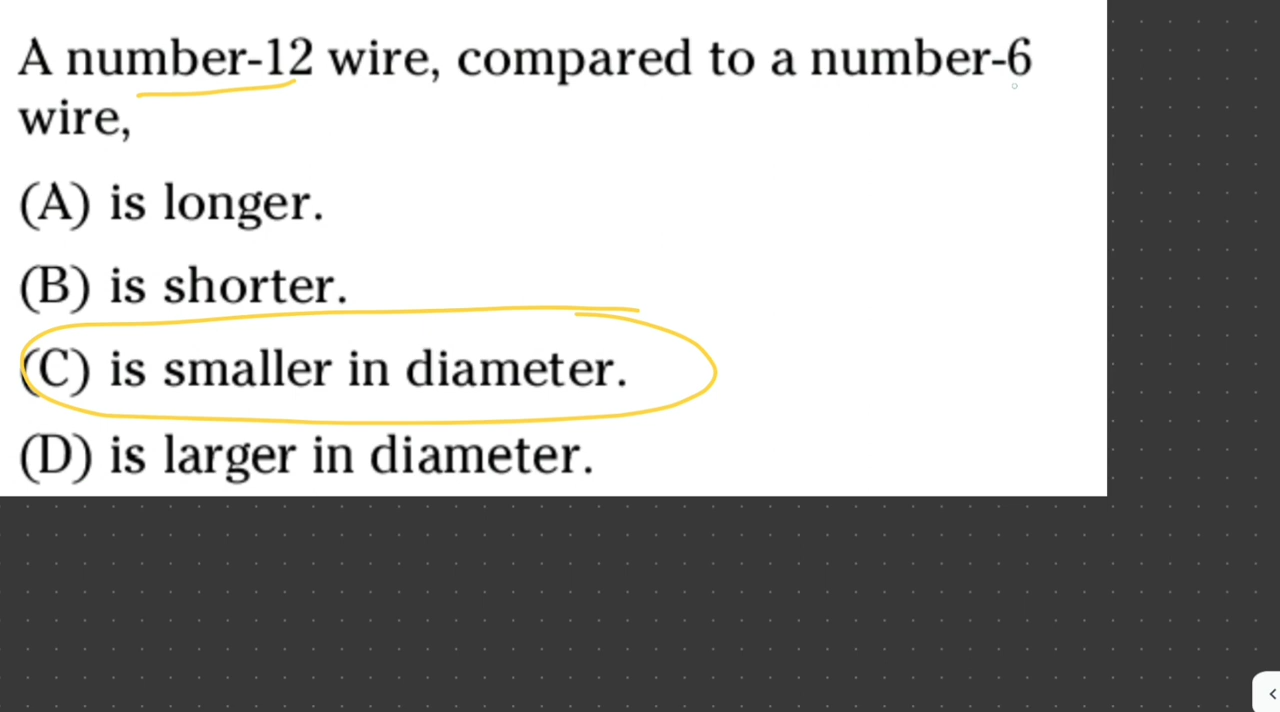 A number-12 wire, compared to a number-6
wire,
(A) is longer.
(B) is shorter.
(C) is smaller in diameter.
(D) is larger in diameter.